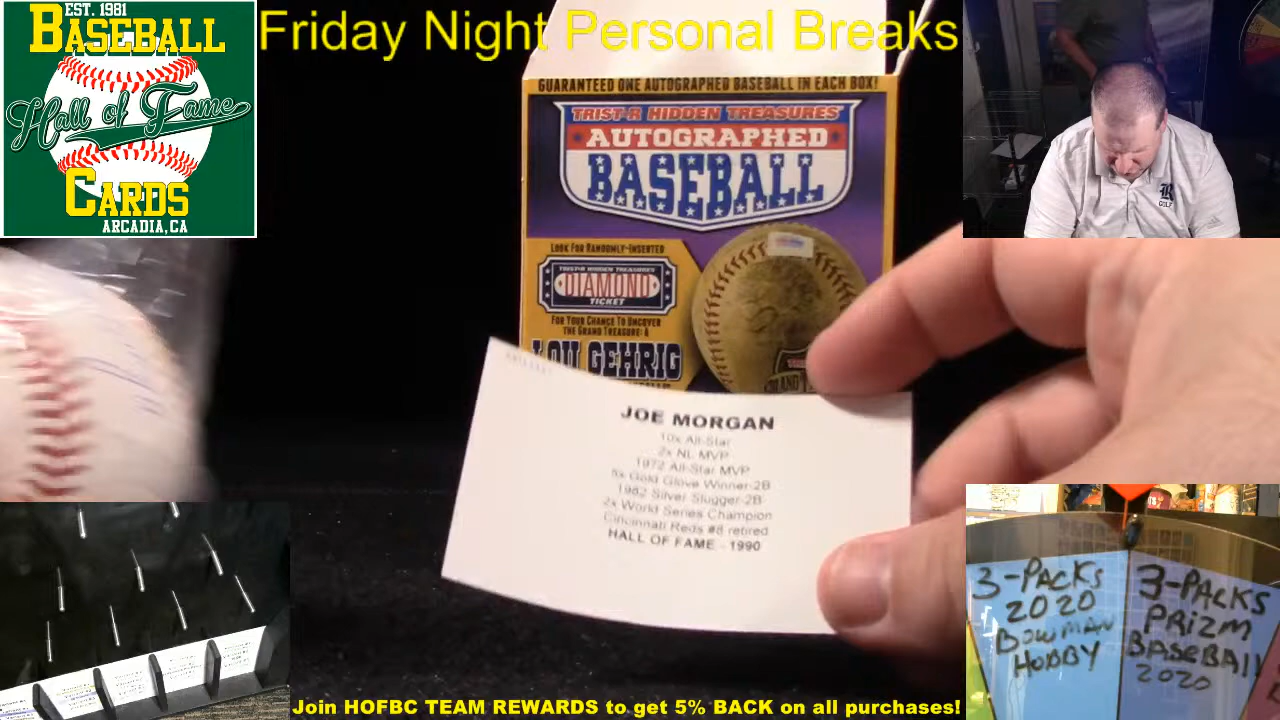 EST. 1981
BASEBALL
Hall of Fame
CARDS
ARCADIA, CA
Friday Night Personal Breaks
GUARANTEED ONE AUTOGRAPHED BASEBALL IN EACH BOX!
TRIST★R HIDDEN TREASURES
AUTOGRAPHED
BASEBALL
LOOK FOR RANDOMLY-INSERTED
TRIST★R HIDDEN TREASURES
DIAMOND
TICKET
FOR YOUR CHANCE TO UNCOVER
THE GRAND TREASURE: A
LOU GEHRIG
R
GOLF
JOE MORGAN
10x All-Star
2x NL MVP
1972 All-Star MVP
5x Gold Glove Winner-2B
1982 Silver Slugger-2B
2x World Series Champion
Cincinnati Reds #8 retired
HALL OF FAME - 1990
3-PACKS
2020
BOWMAN
HOBBY
3-PACKS
PRIZM
BASEBALL
2020
Join HOFBC TEAM REWARDS to get 5% BACK on all purchases!